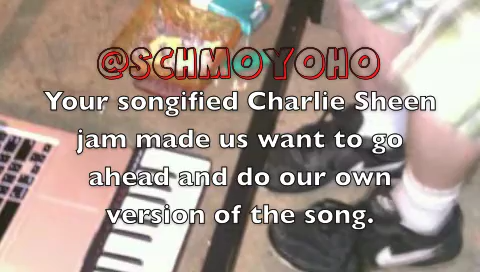 @SCHMOYOHO
Your songified Charlie Sheen
jam made us want to go
ahead and do our own
version of the song.